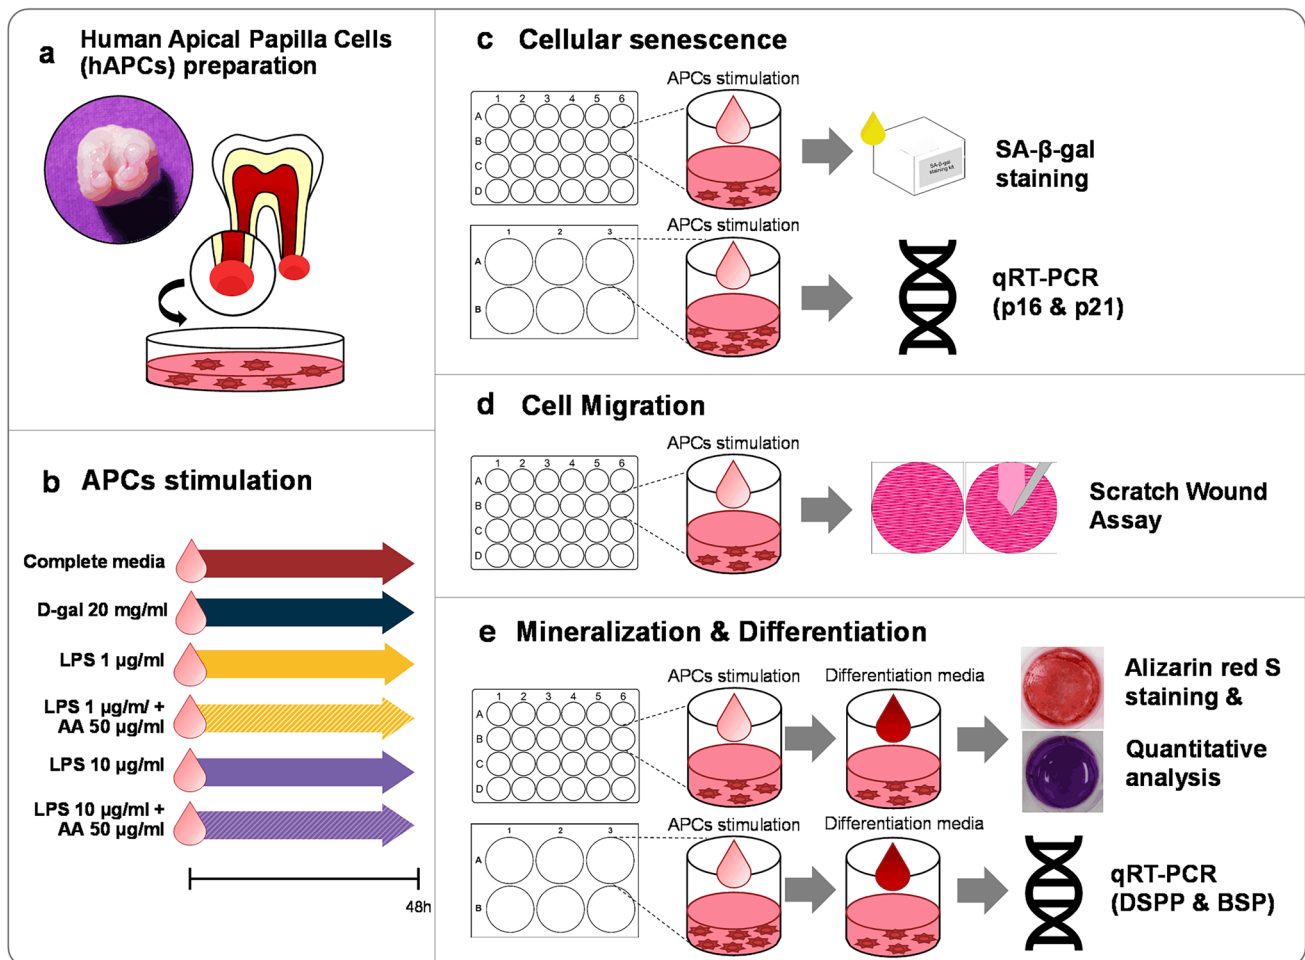 a Human Apical Papilla Cells
(hAPCs) preparation
b APCs stimulation
Complete media
D-gal 20 mg/ml
LPS 1 µg/ml
LPS 1 µg/m/ +
AA 50 µg/ml
LPS 10 µg/ml
LPS 10 µg/ml +
AA 50 µg/ml
48h
c Cellular senescence
APCs stimulation
1 2 3 4 5 6
A
B
C
D
SA-β-gal
staining kit
SA-β-gal
staining
APCs stimulation
1 2 3
A
B
qRT-PCR
(p16 & p21)
d Cell Migration
APCs stimulation
1 2 3 4 5 6
A
B
C
D
Scratch Wound
Assay
e Mineralization & Differentiation
APCs stimulation Differentiation media
1 2 3 4 5 6
A
B
C
D
Alizarin red S
staining &
Quantitative
analysis
APCs stimulation Differentiation media
1 2 3
A
B
qRT-PCR
(DSPP & BSP)